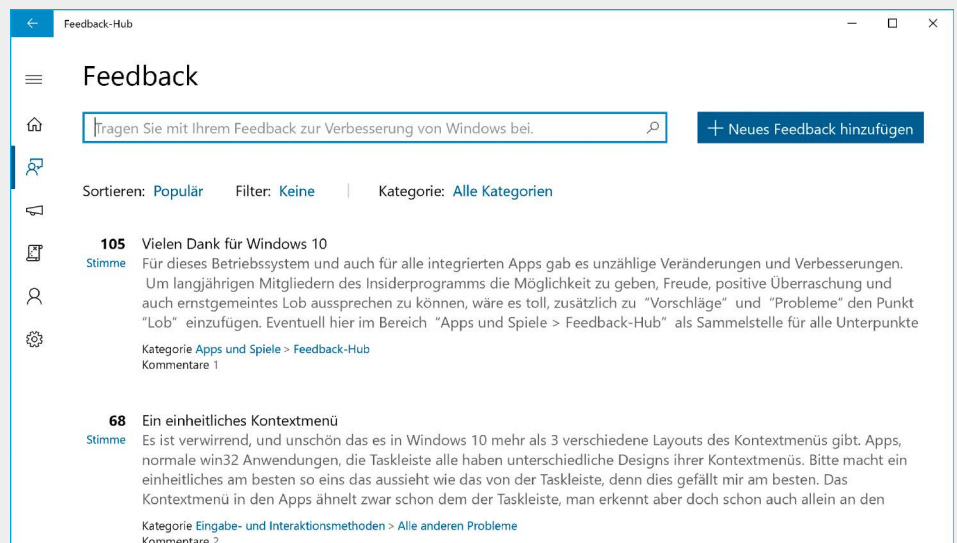 Feedback-Hub
Feedback
Tragen Sie mit Ihrem Feedback zur Verbesserung von Windows bei.
Neues Feedback hinzufügen
Sortieren: Populär Filter: Keine | Kategorie: Alle Kategorien
105 Vielen Dank für Windows 10
Stimme Für dieses Betriebssystem und auch für alle integrierten Apps gab es unzählige Veränderungen und Verbesserungen.
Um langjährigen Mitgliedern des Insiderprogramms die Möglichkeit zu geben, Freude, positive Überraschung und
auch ernstgemeintes Lob aussprechen zu können, wäre es toll, zusätzlich zu "Vorschläge" und "Probleme" den Punkt
"Lob" einzufügen. Eventuell hier im Bereich "Apps und Spiele > Feedback-Hub" als Sammelstelle für alle Unterpunkte
Kategorie Apps und Spiele > Feedback-Hub
Kommentare 1
68 Ein einheitliches Kontextmenü
Stimme Es ist verwirrend, und unschön das es in Windows 10 mehr als 3 verschiedene Layouts des Kontextmenüs gibt. Apps,
normale win32 Anwendungen, die Taskleiste alle haben unterschiedliche Designs ihrer Kontextmenüs. Bitte macht ein
einheitliches am besten so eins das aussieht wie das von der Taskleiste, denn dies gefällt mir am besten. Das
Kontextmenü in den Apps ähnelt zwar schon dem der Taskleiste, man erkennt aber doch schon auch allein an den
Kategorie Eingabe- und Interaktionsmethoden > Alle anderen Probleme
Kommentare 2